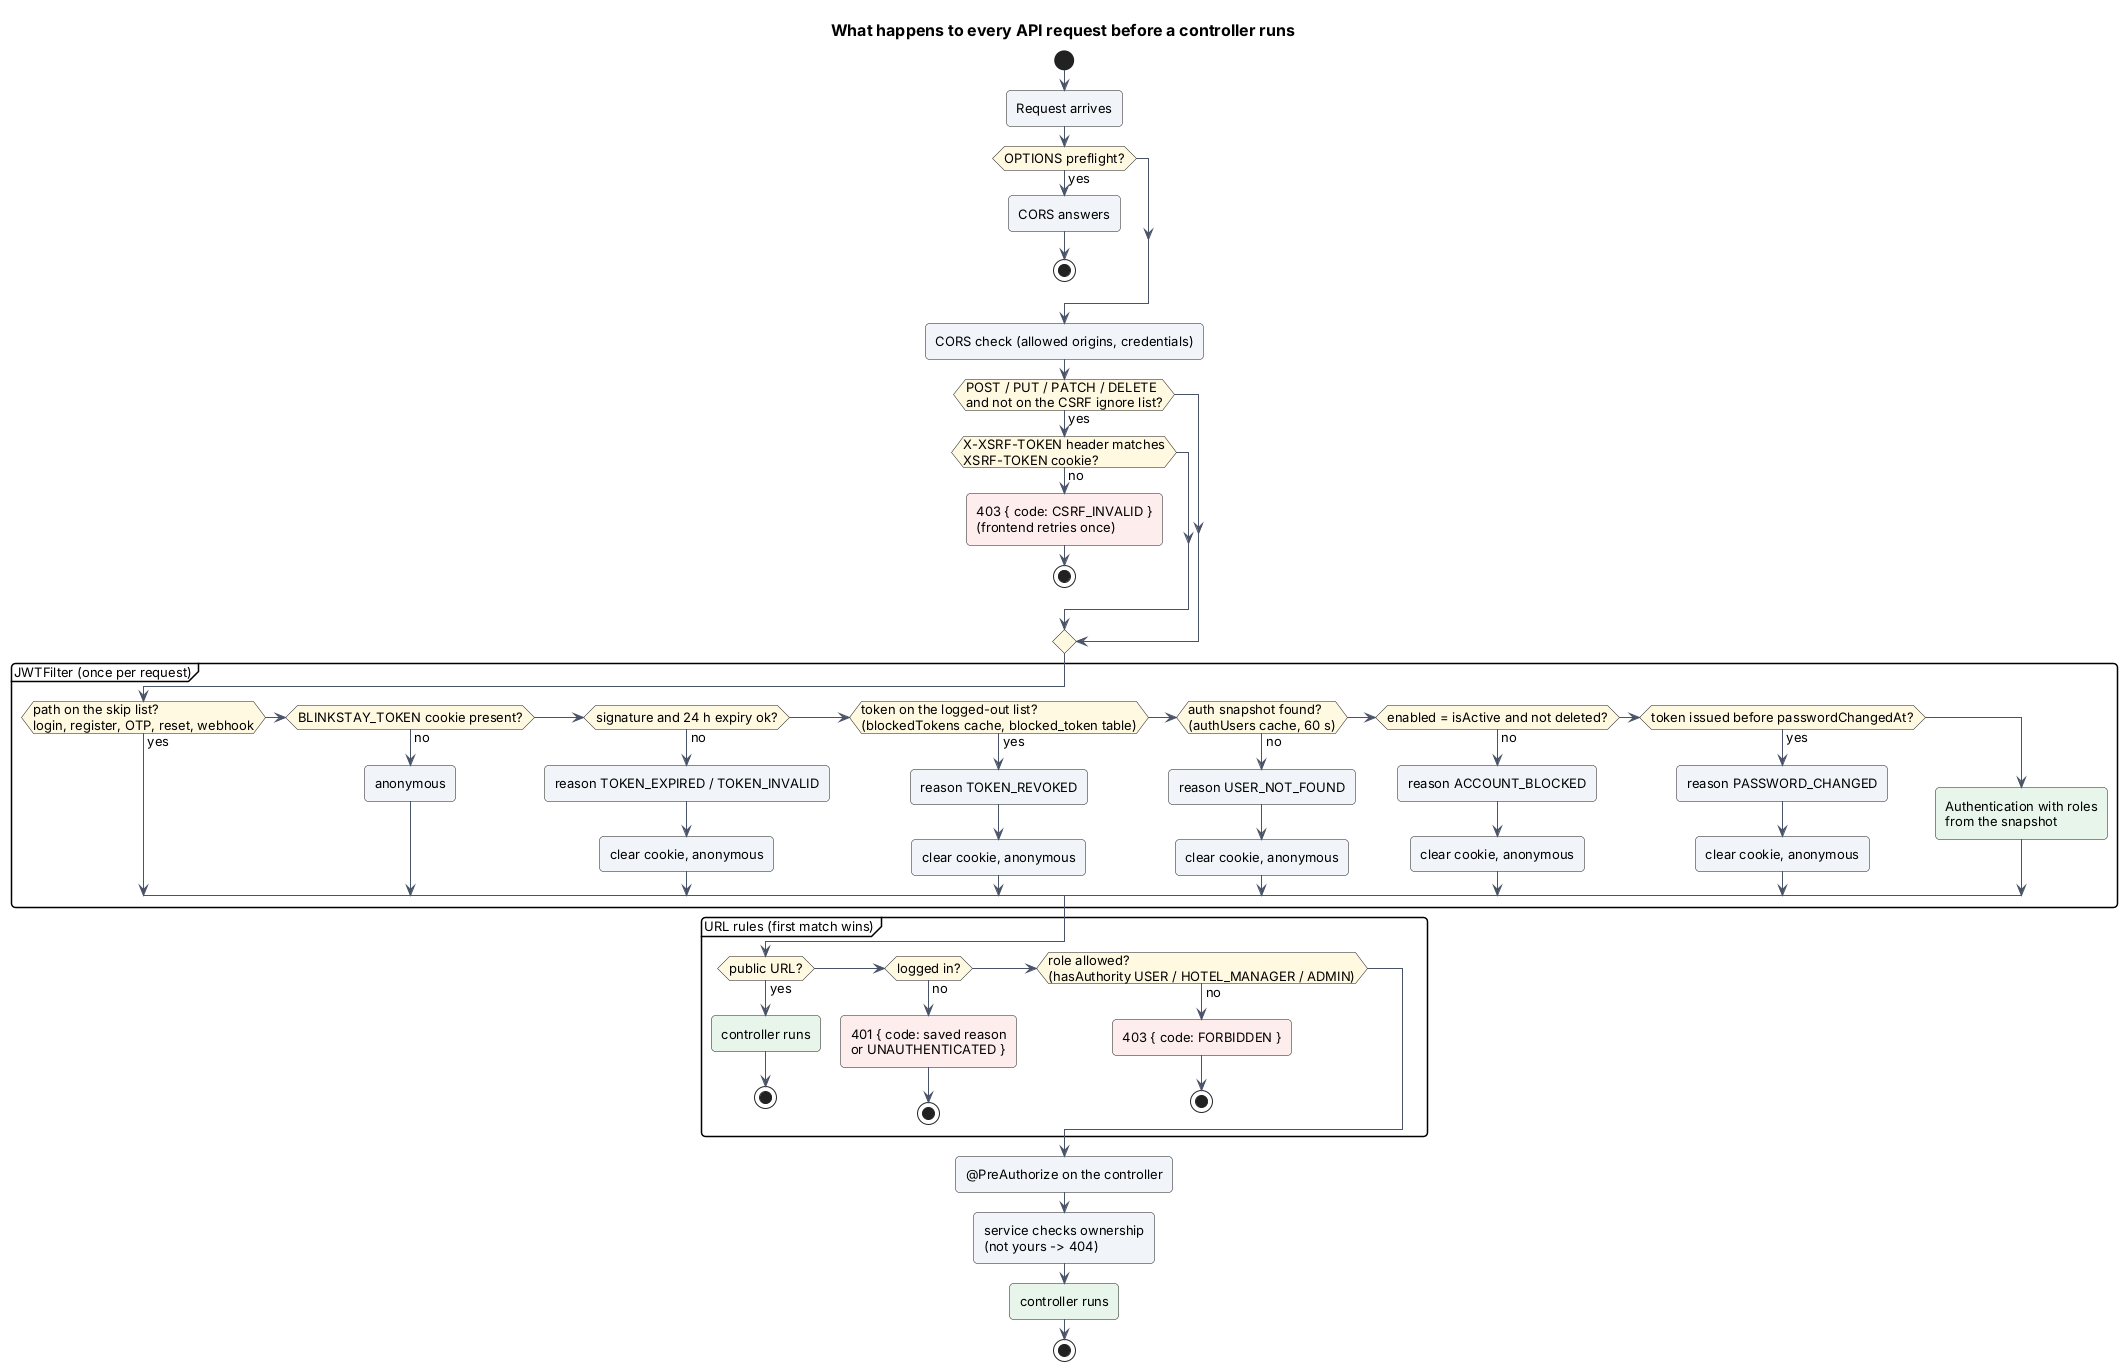 What happens to every API request before a controller runs
Request arrives
OPTIONS preflight?
yes
CORS answers
CORS check (allowed origins, credentials)
POST / PUT / PATCH / DELETE
and not on the CSRF ignore list?
yes
X-XSRF-TOKEN header matches
XSRF-TOKEN cookie?
no
403 { code: CSRF_INVALID }
(frontend retries once)
JWTFilter (once per request)
path on the skip list?
login, register, OTP, reset, webhook
yes
BLINKSTAY_TOKEN cookie present?
no
anonymous
signature and 24 h expiry ok?
no
reason TOKEN_EXPIRED / TOKEN_INVALID
clear cookie, anonymous
token on the logged-out list?
(blockedTokens cache, blocked_token table)
yes
reason TOKEN_REVOKED
clear cookie, anonymous
auth snapshot found?
(authUsers cache, 60 s)
no
reason USER_NOT_FOUND
clear cookie, anonymous
enabled = isActive and not deleted?
no
reason ACCOUNT_BLOCKED
clear cookie, anonymous
token issued before passwordChangedAt?
yes
reason PASSWORD_CHANGED
clear cookie, anonymous
Authentication with roles
from the snapshot
URL rules (first match wins)
public URL?
yes
controller runs
logged in?
no
401 { code: saved reason
or UNAUTHENTICATED }
role allowed?
(hasAuthority USER / HOTEL_MANAGER / ADMIN)
no
403 { code: FORBIDDEN }
@PreAuthorize on the controller
service checks ownership
(not yours -> 404)
controller runs